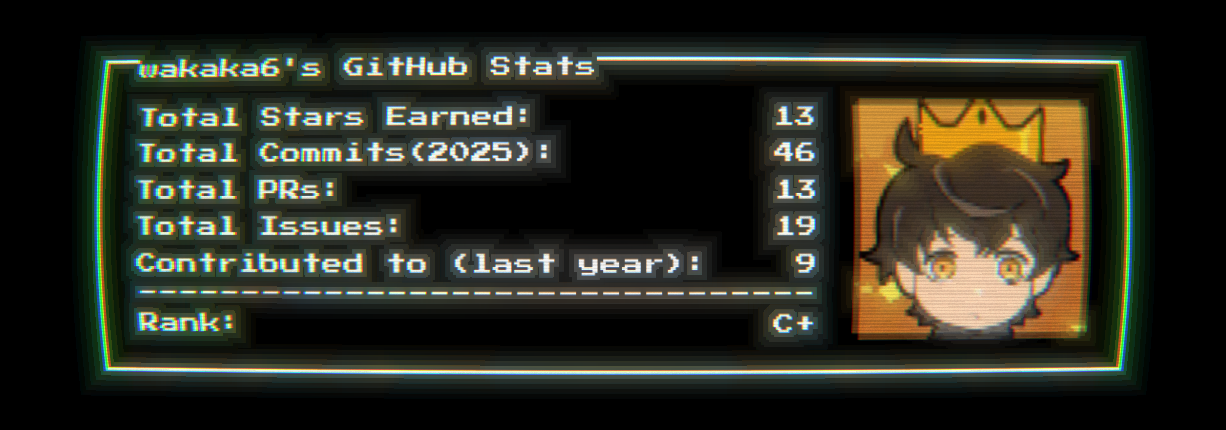 wakaka6's GitHub Stats
Total Stars Earned: 13
Total Commits(2025): 46
Total PRs: 13
Total Issues: 19
Contributed to (last year): 9
Rank: C+